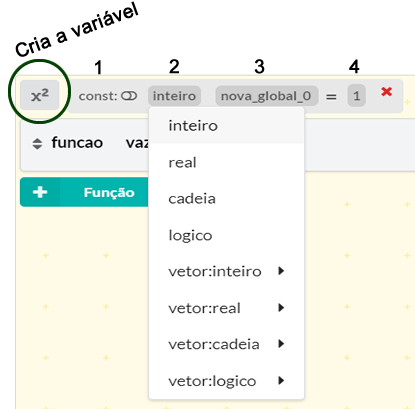 Cria a variável
1 2 3 4
x² const: inteiro nova_global_0 = 1
funcao vaz
Função
inteiro
real
cadeia
logico
vetor:inteiro
vetor:real
vetor:cadeia
vetor:logico